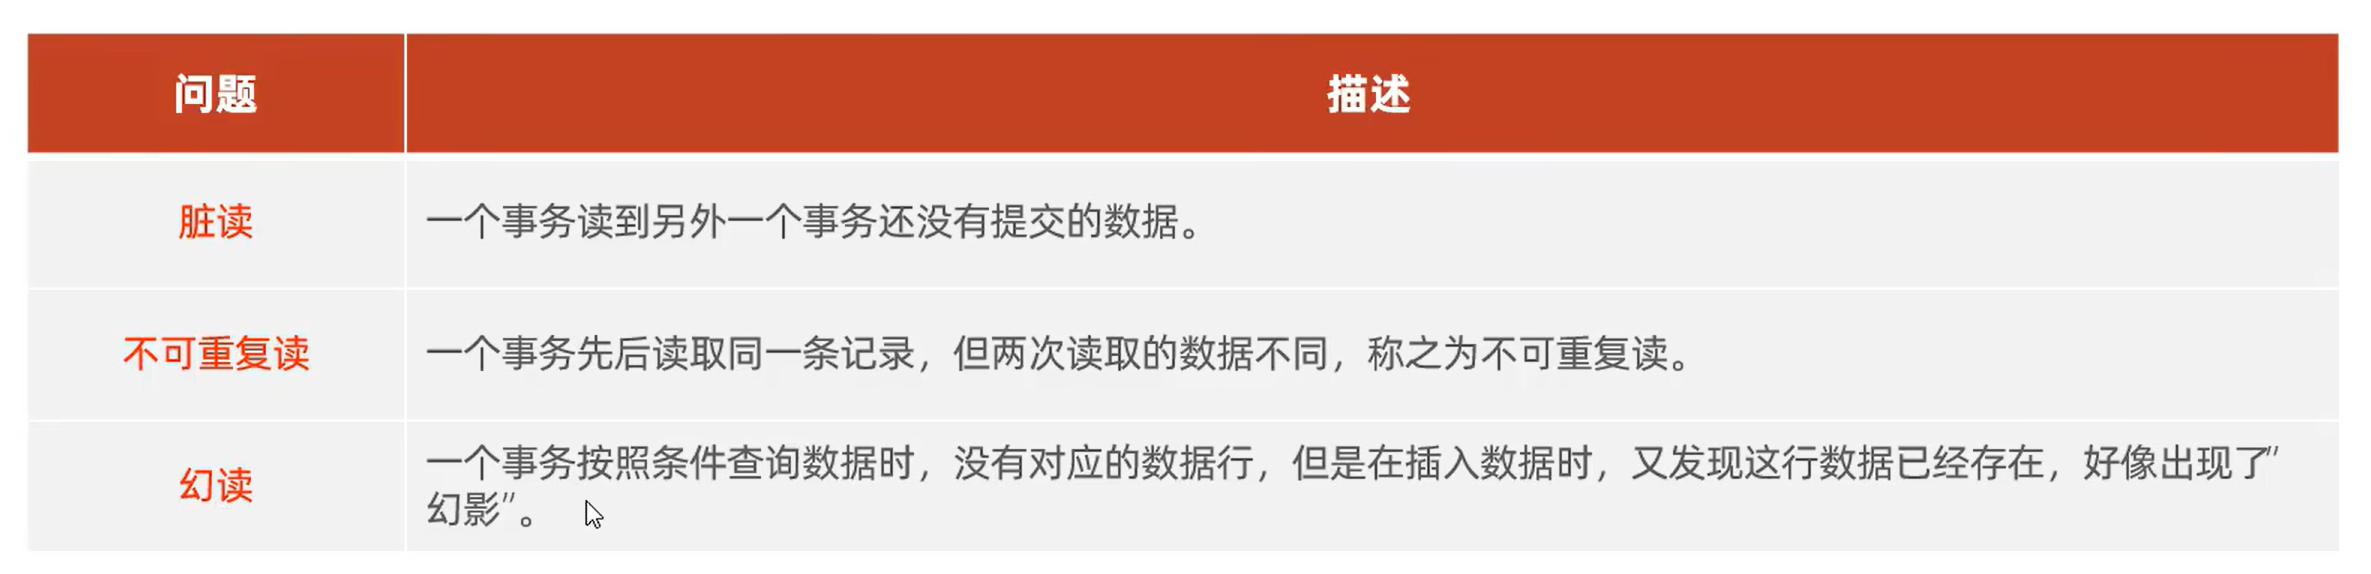 问题 描述
脏读 一个事务读到另外一个事务还没有提交的数据。
不可重复读 一个事务先后读取同一条记录，但两次读取的数据不同，称之为不可重复读。
幻读 一个事务按照条件查询数据时，没有对应的数据行，但是在插入数据时，又发现这行数据已经存在，好像出现了”
幻影”。